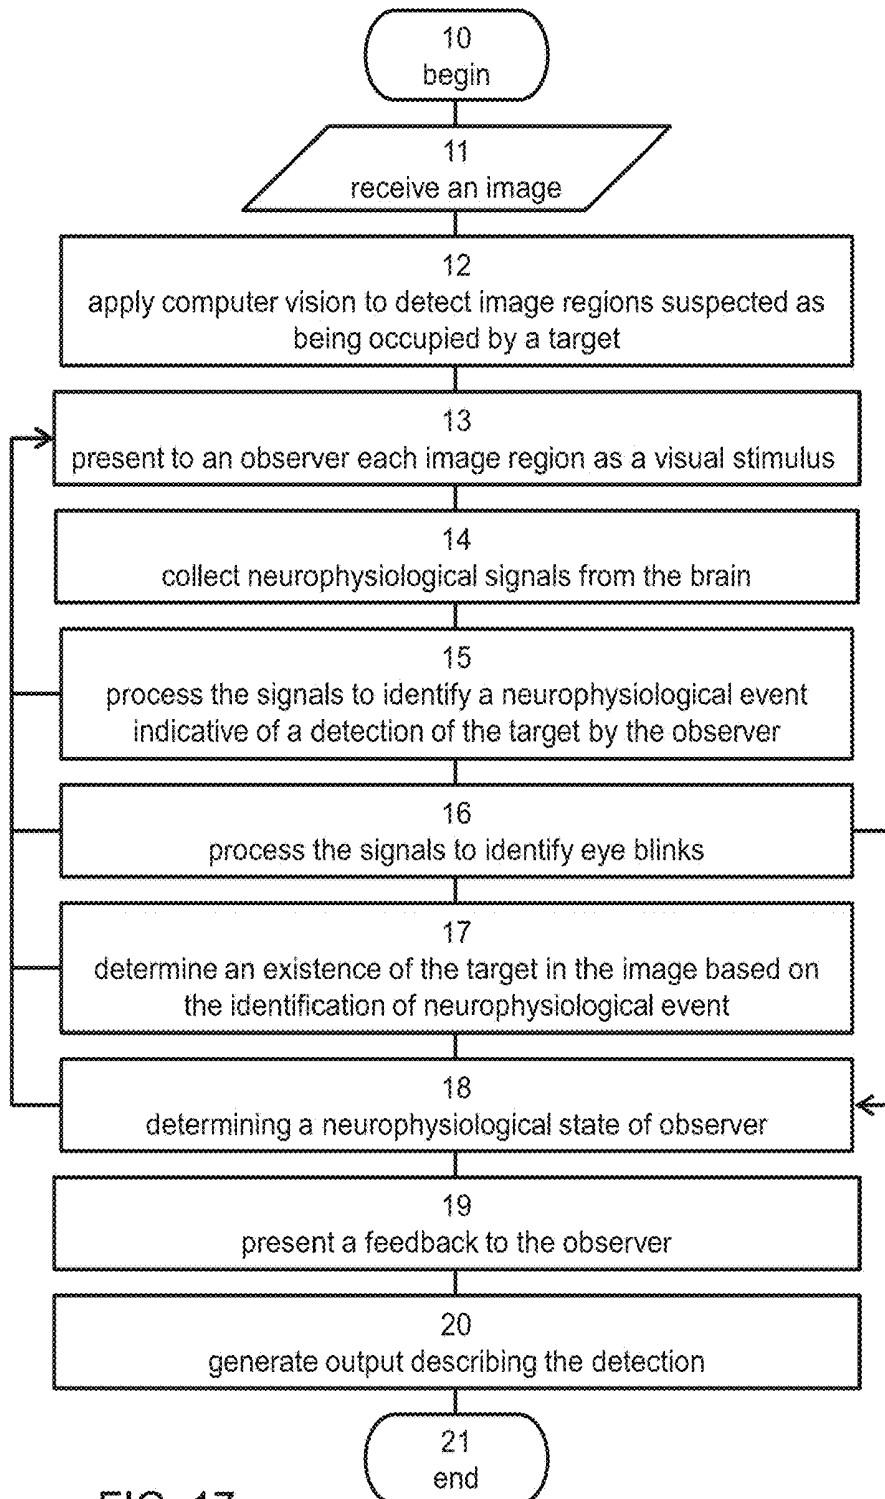 10
begin
11
receive an image
12
apply computer vision to detect image regions suspected as
being occupied by a target
13
present to an observer each image region as a visual stimulus
14
collect neurophysiological signals from the brain
15
process the signals to identify a neurophysiological event
indicative of a detection of the target by the observer
16
process the signals to identify eye blinks
17
determine an existence of the target in the image based on
the identification of neurophysiological event
18
determining a neurophysiological state of observer
19
present a feedback to the observer
20
generate output describing the detection
21
end
FIG. 17